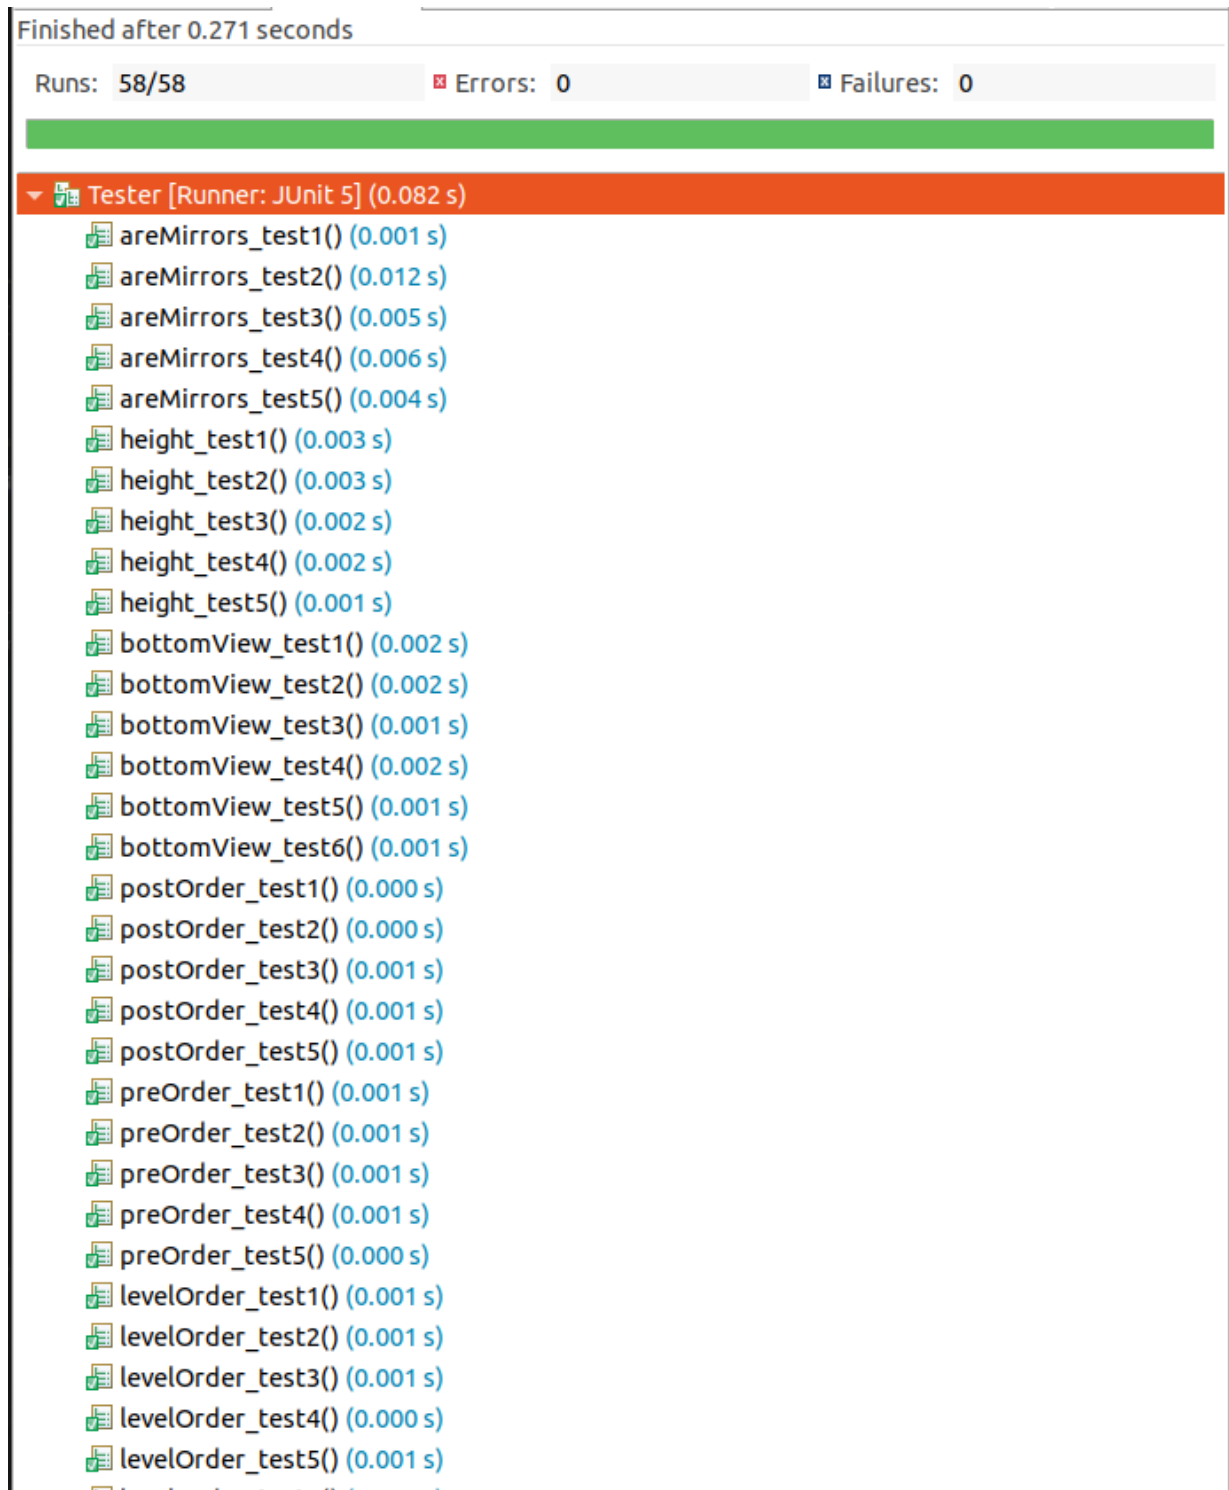 Finished after 0.271 seconds
Runs: 58/58 Errors: 0 Failures: 0
Tester [Runner: JUnit 5] (0.082 s)
areMirrors_test1() (0.001 s)
areMirrors_test2() (0.012 s)
areMirrors_test3() (0.005 s)
areMirrors_test4() (0.006 s)
areMirrors_test5() (0.004 s)
height_test1() (0.003 s)
height_test2() (0.003 s)
height_test3() (0.002 s)
height_test4() (0.002 s)
height_test5() (0.001 s)
bottomView_test1() (0.002 s)
bottomView_test2() (0.002 s)
bottomView_test3() (0.001 s)
bottomView_test4() (0.002 s)
bottomView_test5() (0.001 s)
bottomView_test6() (0.001 s)
postOrder_test1() (0.000 s)
postOrder_test2() (0.000 s)
postOrder_test3() (0.001 s)
postOrder_test4() (0.001 s)
postOrder_test5() (0.001 s)
preOrder_test1() (0.001 s)
preOrder_test2() (0.001 s)
preOrder_test3() (0.001 s)
preOrder_test4() (0.001 s)
preOrder_test5() (0.000 s)
levelOrder_test1() (0.001 s)
levelOrder_test2() (0.001 s)
levelOrder_test3() (0.001 s)
levelOrder_test4() (0.000 s)
levelOrder_test5() (0.001 s)